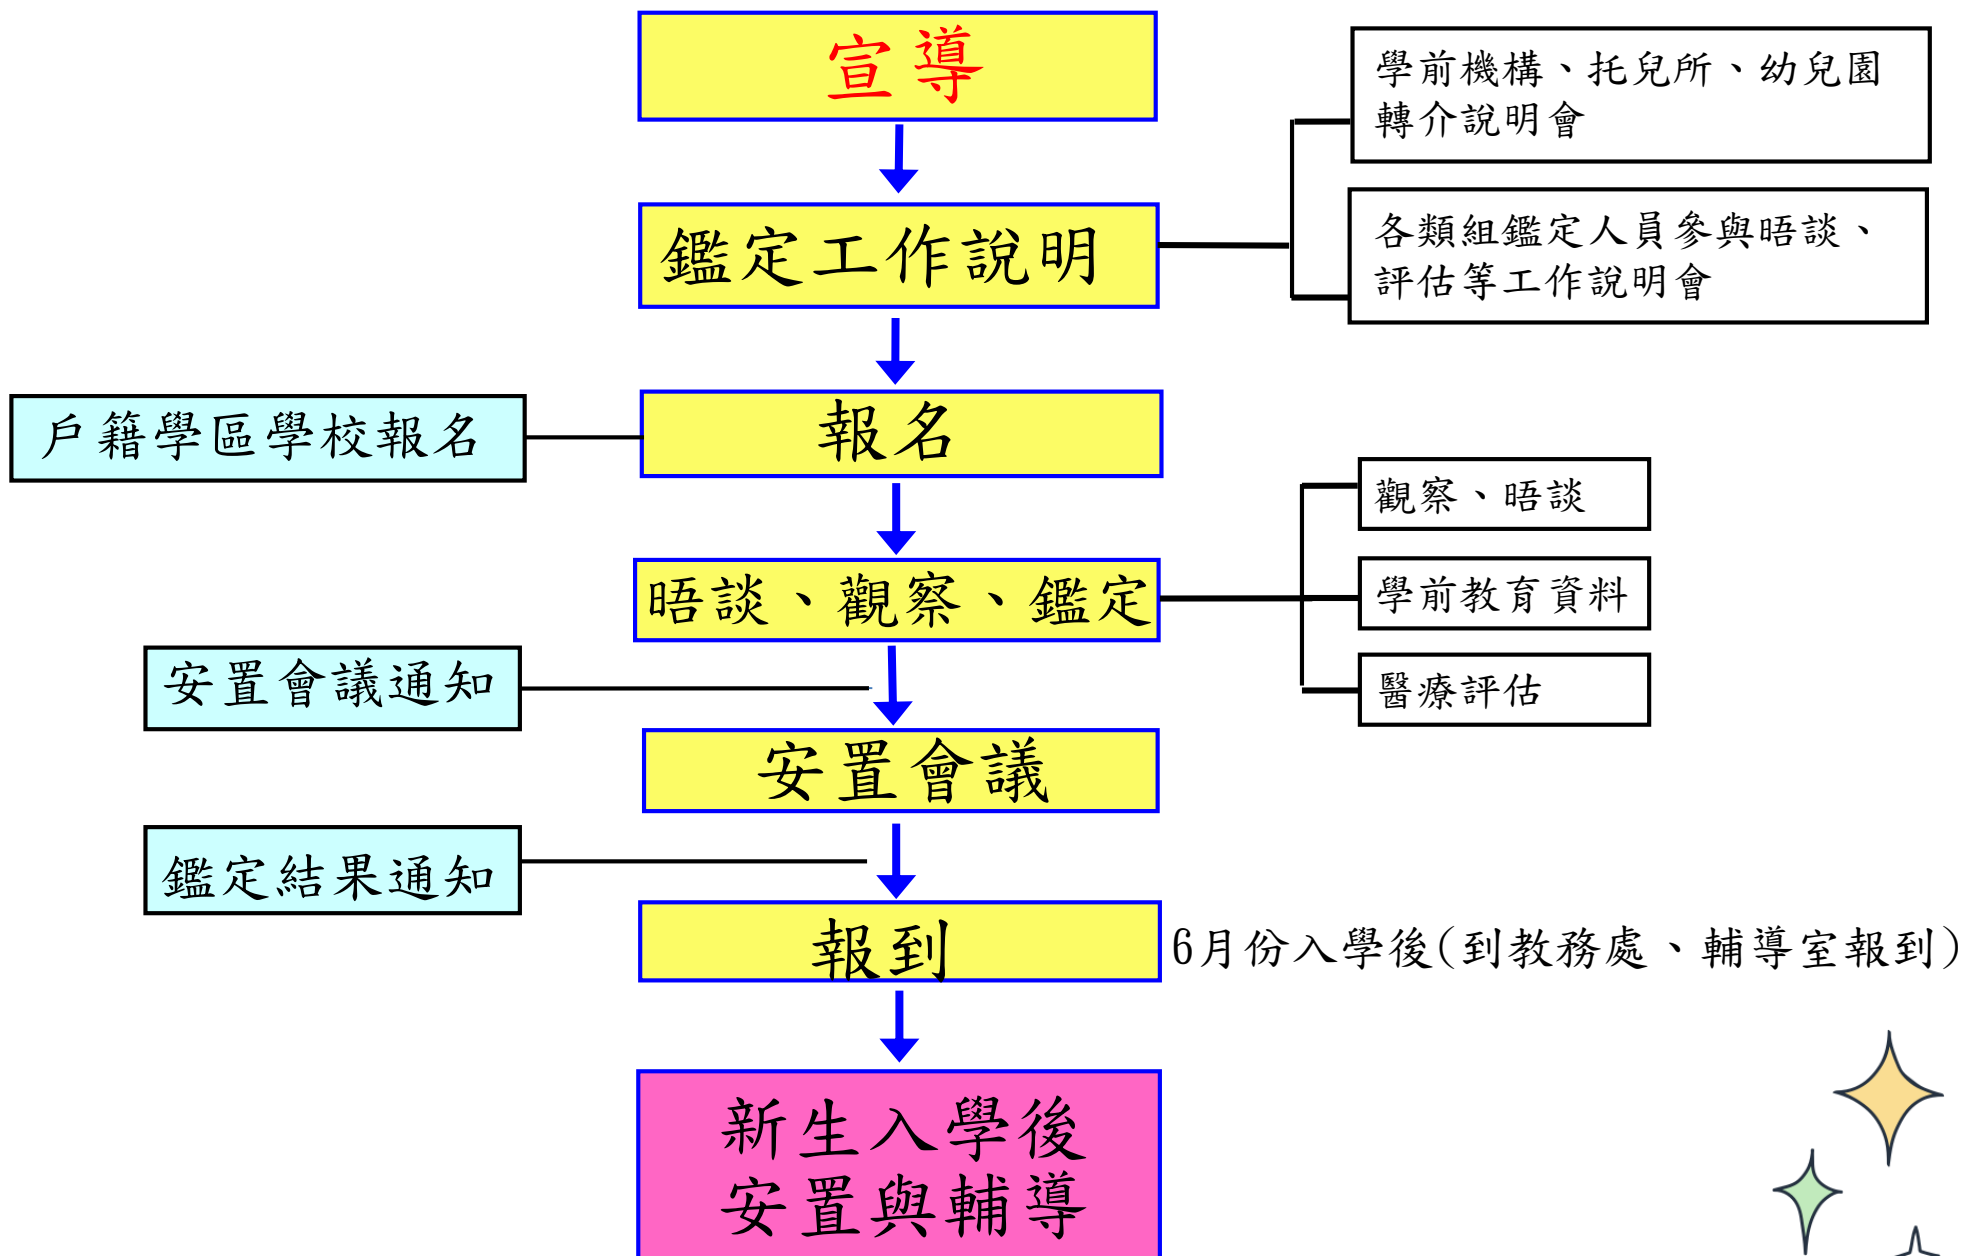 宣導
學前機構、托兒所、幼兒園
轉介說明會
鑑定工作說明
各類組鑑定人員參與晤談、
評估等工作說明會
戶籍學區學校報名
報名
觀察、晤談
晤談、觀察、鑑定
學前教育資料
安置會議通知
醫療評估
安置會議
鑑定結果通知
報到
6月份入學後(到教務處、輔導室報到)
新生入學後
安置與輔導